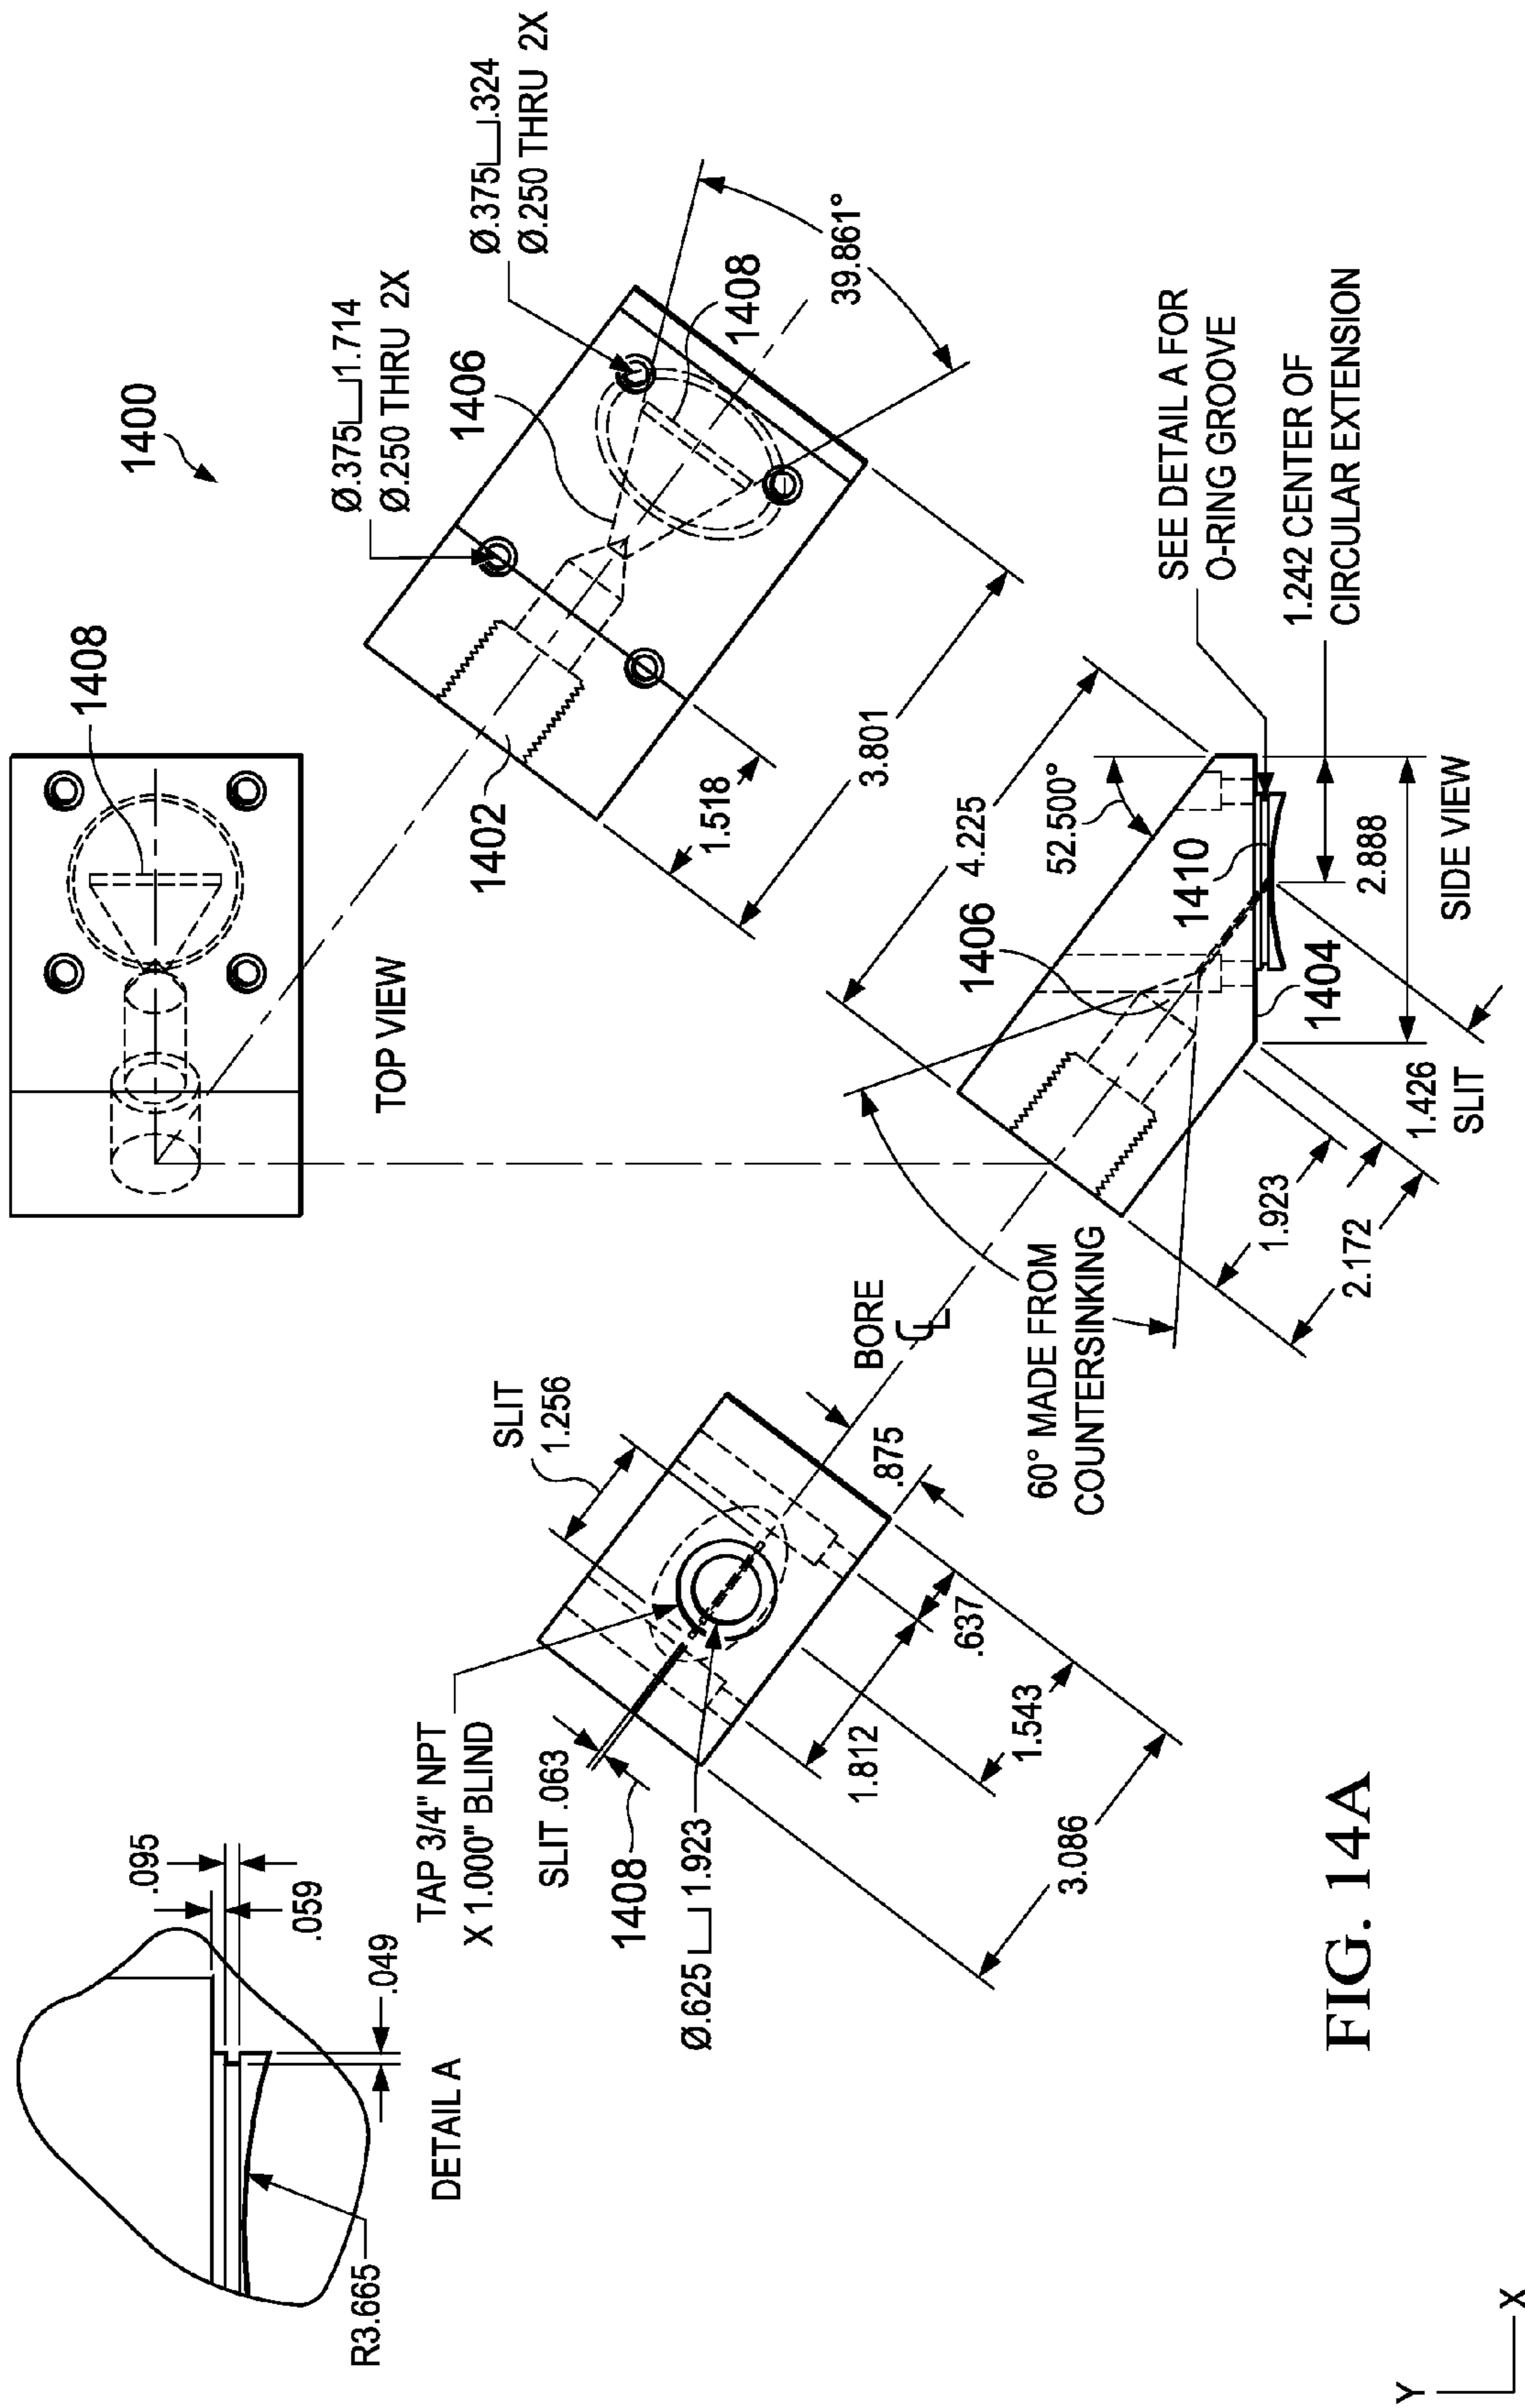 1400
1408
TOP VIEW
Ø.375⌴1.714
Ø.250 THRU 2X
Ø.375⌴.324
Ø.250 THRU 2X
1406
1408
39.861°
1402
1.518
3.801
.095
.059
.049
R3.665
DETAIL A
SLIT
1.256
TAP 3/4" NPT
X 1.000" BLIND
SLIT .063
1408
Ø.625⌴1.923
BORE
℄
.875
.637
1.812
1.543
3.086
60° MADE FROM
COUNTERSINKING
4.225
52.500°
1406
1410
1404
SEE DETAIL A FOR
O-RING GROOVE
1.242 CENTER OF
CIRCULAR EXTENSION
2.888
SIDE VIEW
1.426
SLIT
1.923
2.172
FIG. 14A
Y
X